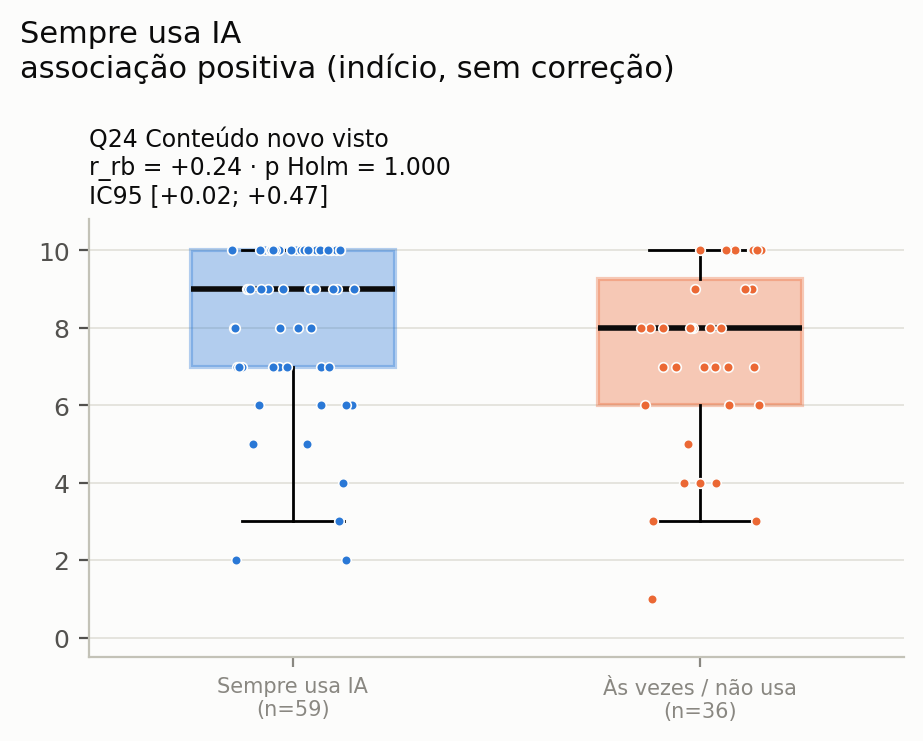 Sempre usa IA
associação positiva (indício, sem correção)
Q24 Conteúdo novo visto
r_rb = +0.24 · p Holm = 1.000
IC95 [+0.02; +0.47]
10
8
6
4
2
0
Sempre usa IA
(n=59)
Às vezes / não usa
(n=36)